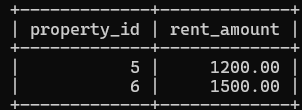 +-------------+-------------+
| property_id | rent_amount |
+-------------+-------------+
|           5 |     1200.00 |
|           6 |     1500.00 |
+-------------+-------------+